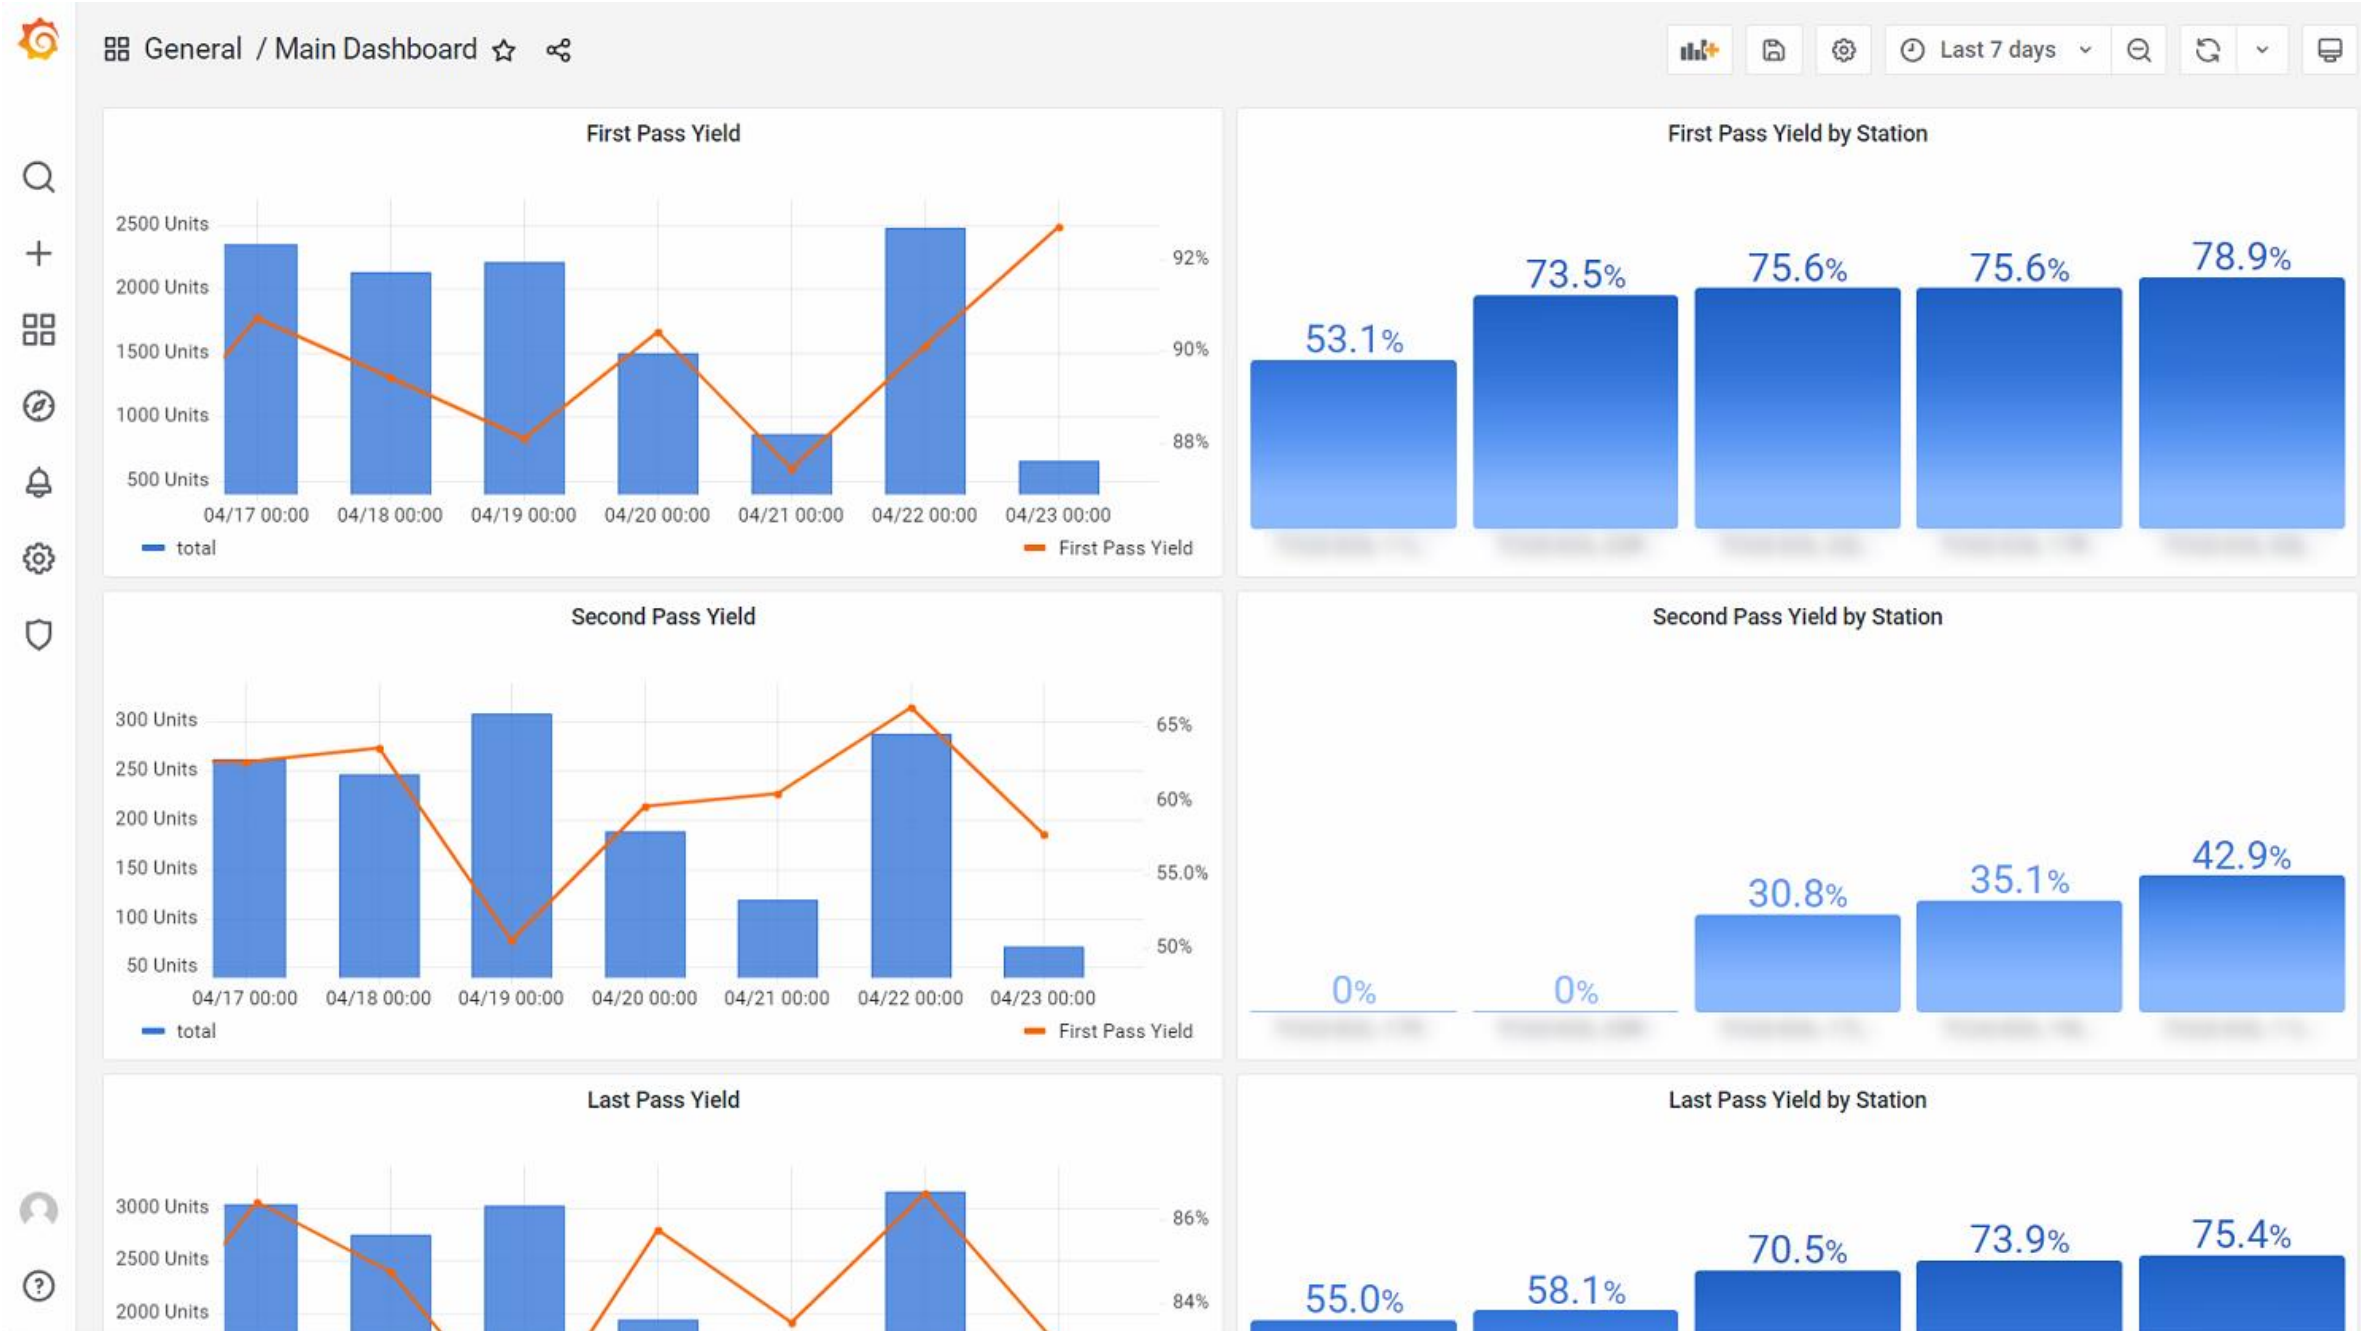 General / Main Dashboard
Last 7 days
First Pass Yield
2500 Units
2000 Units
1500 Units
1000 Units
500 Units
92%
90%
88%
04/17 00:00 04/18 00:00 04/19 00:00 04/20 00:00 04/21 00:00 04/22 00:00 04/23 00:00
total
First Pass Yield
First Pass Yield by Station
53.1%
73.5%
75.6%
75.6%
78.9%
Second Pass Yield
300 Units
250 Units
200 Units
150 Units
100 Units
50 Units
65%
60%
55.0%
50%
04/17 00:00 04/18 00:00 04/19 00:00 04/20 00:00 04/21 00:00 04/22 00:00 04/23 00:00
total
First Pass Yield
Second Pass Yield by Station
0%
0%
30.8%
35.1%
42.9%
Last Pass Yield
3000 Units
2500 Units
2000 Units
86%
84%
Last Pass Yield by Station
55.0%
58.1%
70.5%
73.9%
75.4%